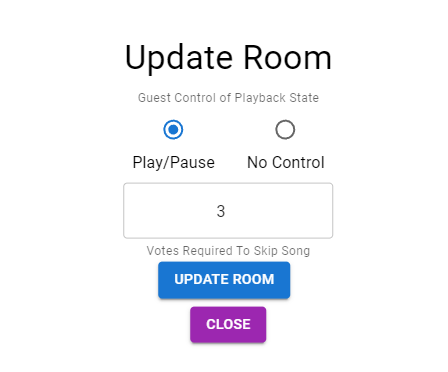 Update Room
Guest Control of Playback State
Play/Pause No Control
3
Votes Required To Skip Song
UPDATE ROOM
CLOSE